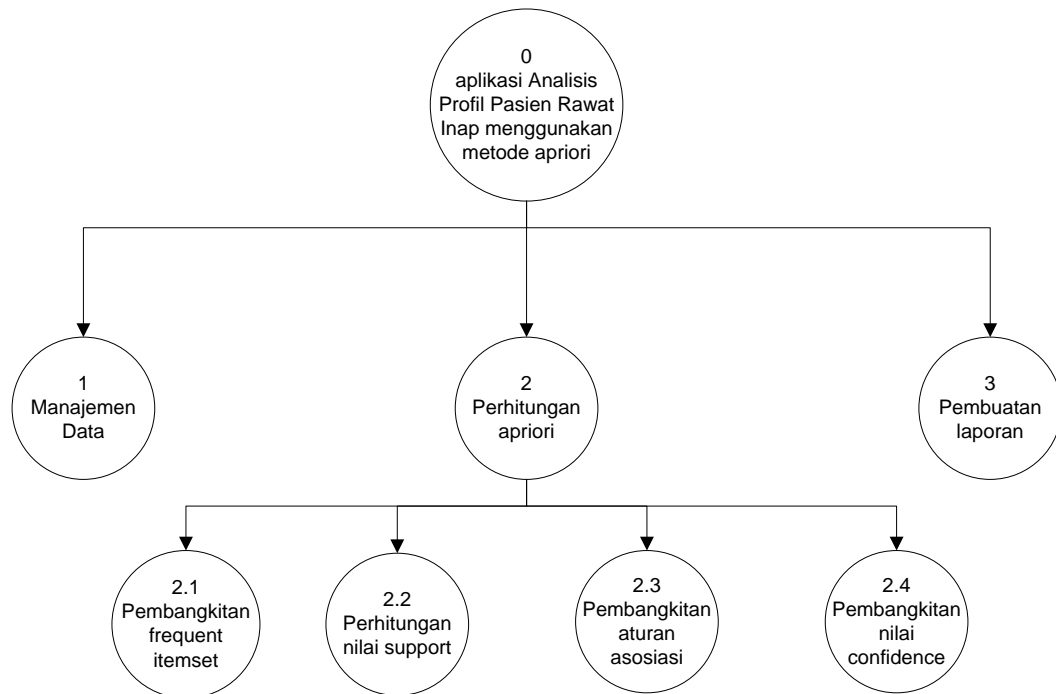 0
aplikasi Analisis
Profil Pasien Rawat
Inap menggunakan
metode apriori
1
Manajemen
Data
2
Perhitungan
apriori
3
Pembuatan
laporan
2.1
Pembangkitan
frequent
itemset
2.2
Perhitungan
nilai support
2.3
Pembangkitan
aturan
asosiasi
2.4
Pembangkitan
nilai
confidence